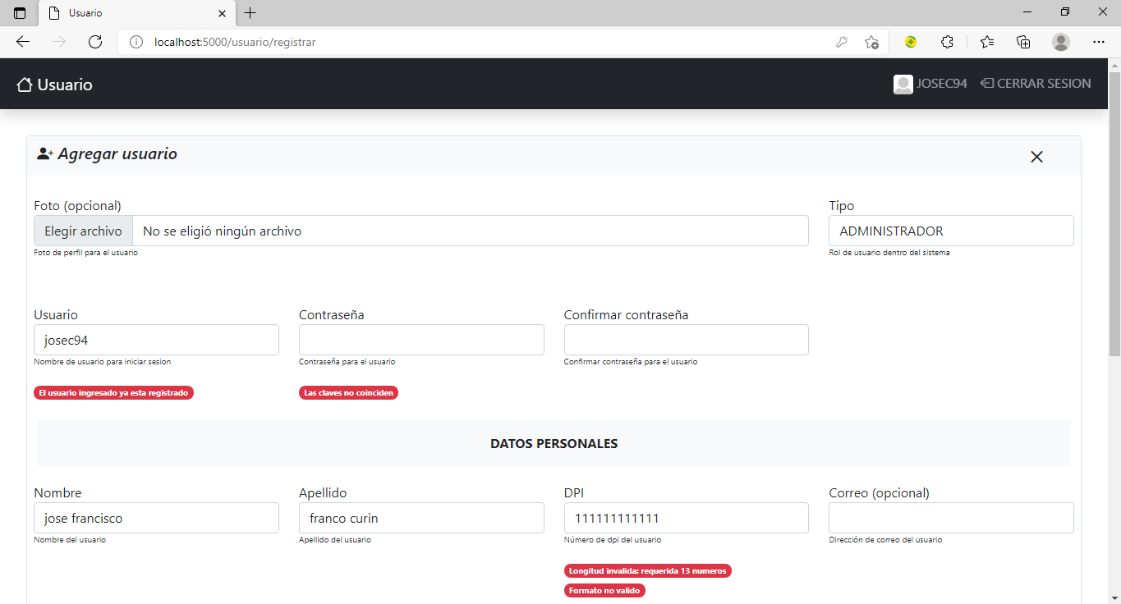 Usuario
localhost:5000/usuario/registrar
Usuario
JOSEC94 CERRAR SESION
Agregar usuario
Foto (opcional) Tipo
Elegir archivo No se eligió ningún archivo ADMINISTRADOR
Foto de perfil para el usuario Rol de usuario dentro del sistema
Usuario Contraseña Confirmar contraseña
josec94
Nombre de usuario para iniciar sesion Contraseña para el usuario Confirmar contraseña para el usuario
El usuario ingresado ya esta registrado Las claves no coinciden
DATOS PERSONALES
Nombre Apellido DPI Correo (opcional)
jose francisco franco curin 111111111111
Nombre del usuario Apellido del usuario Número de dpi del usuario Dirección de correo del usuario
Longitud invalida: requerida 13 numeros
Formato no valido